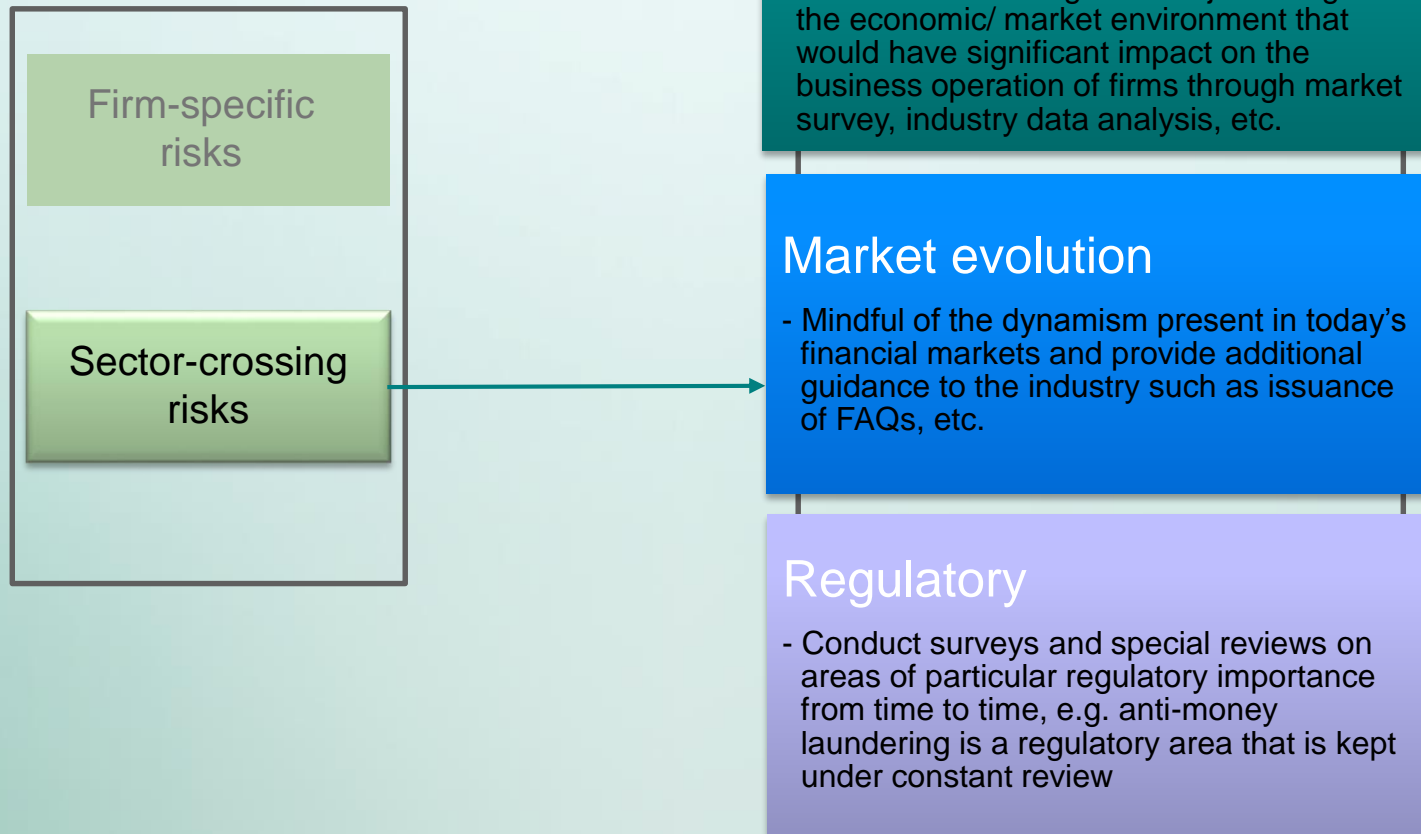 Firm-specific
risks
Sector-crossing
risks
the economic/ market environment that
would have significant impact on the
business operation of firms through market
survey, industry data analysis, etc.
Market evolution
- Mindful of the dynamism present in today’s
financial markets and provide additional
guidance to the industry such as issuance
of FAQs, etc.
Regulatory
- Conduct surveys and special reviews on
areas of particular regulatory importance
from time to time, e.g. anti-money
laundering is a regulatory area that is kept
under constant review